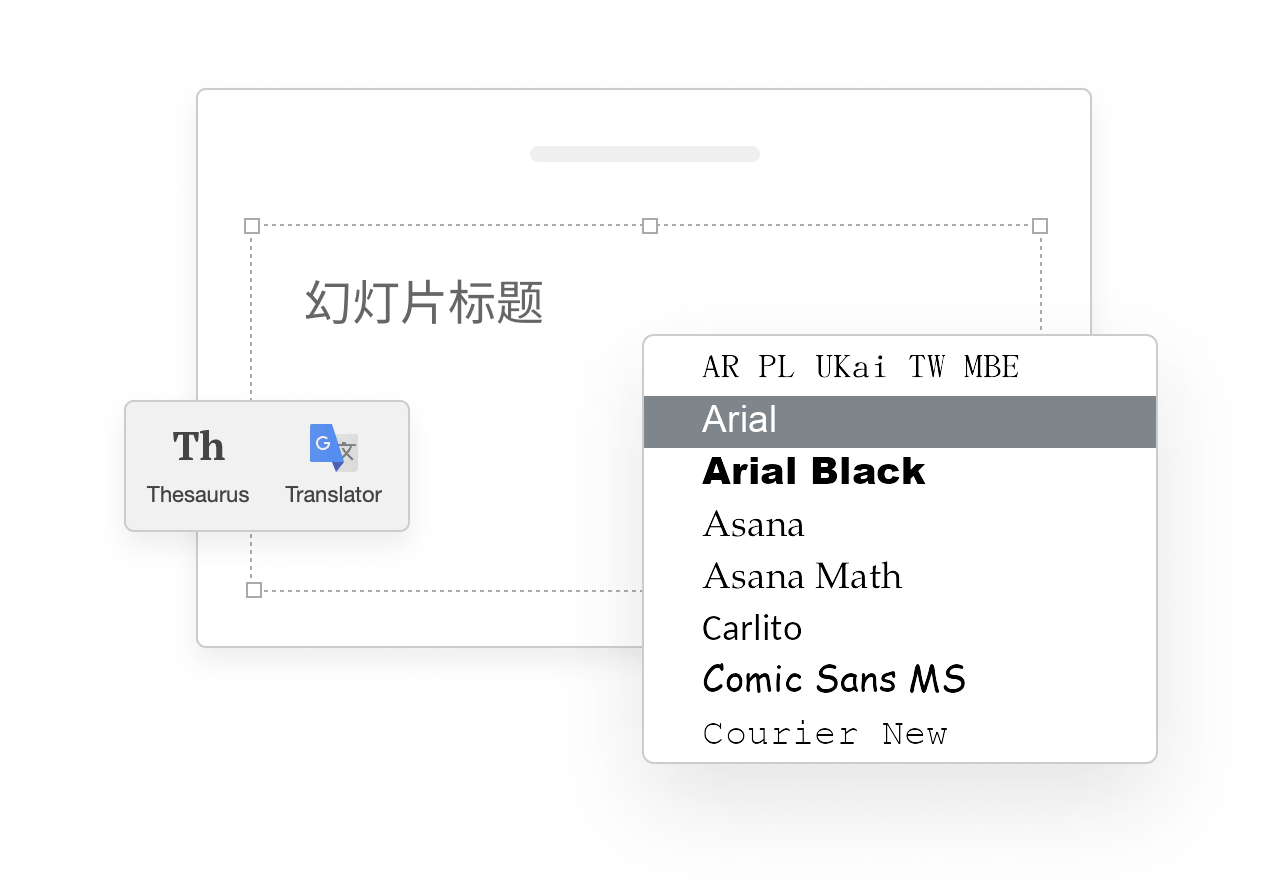 幻灯片标题
Th
G 文
Thesaurus
Translator
AR PL UKai TW MBE
Arial
Arial Black
Asana
Asana Math
Carlito
Comic Sans MS
Courier New